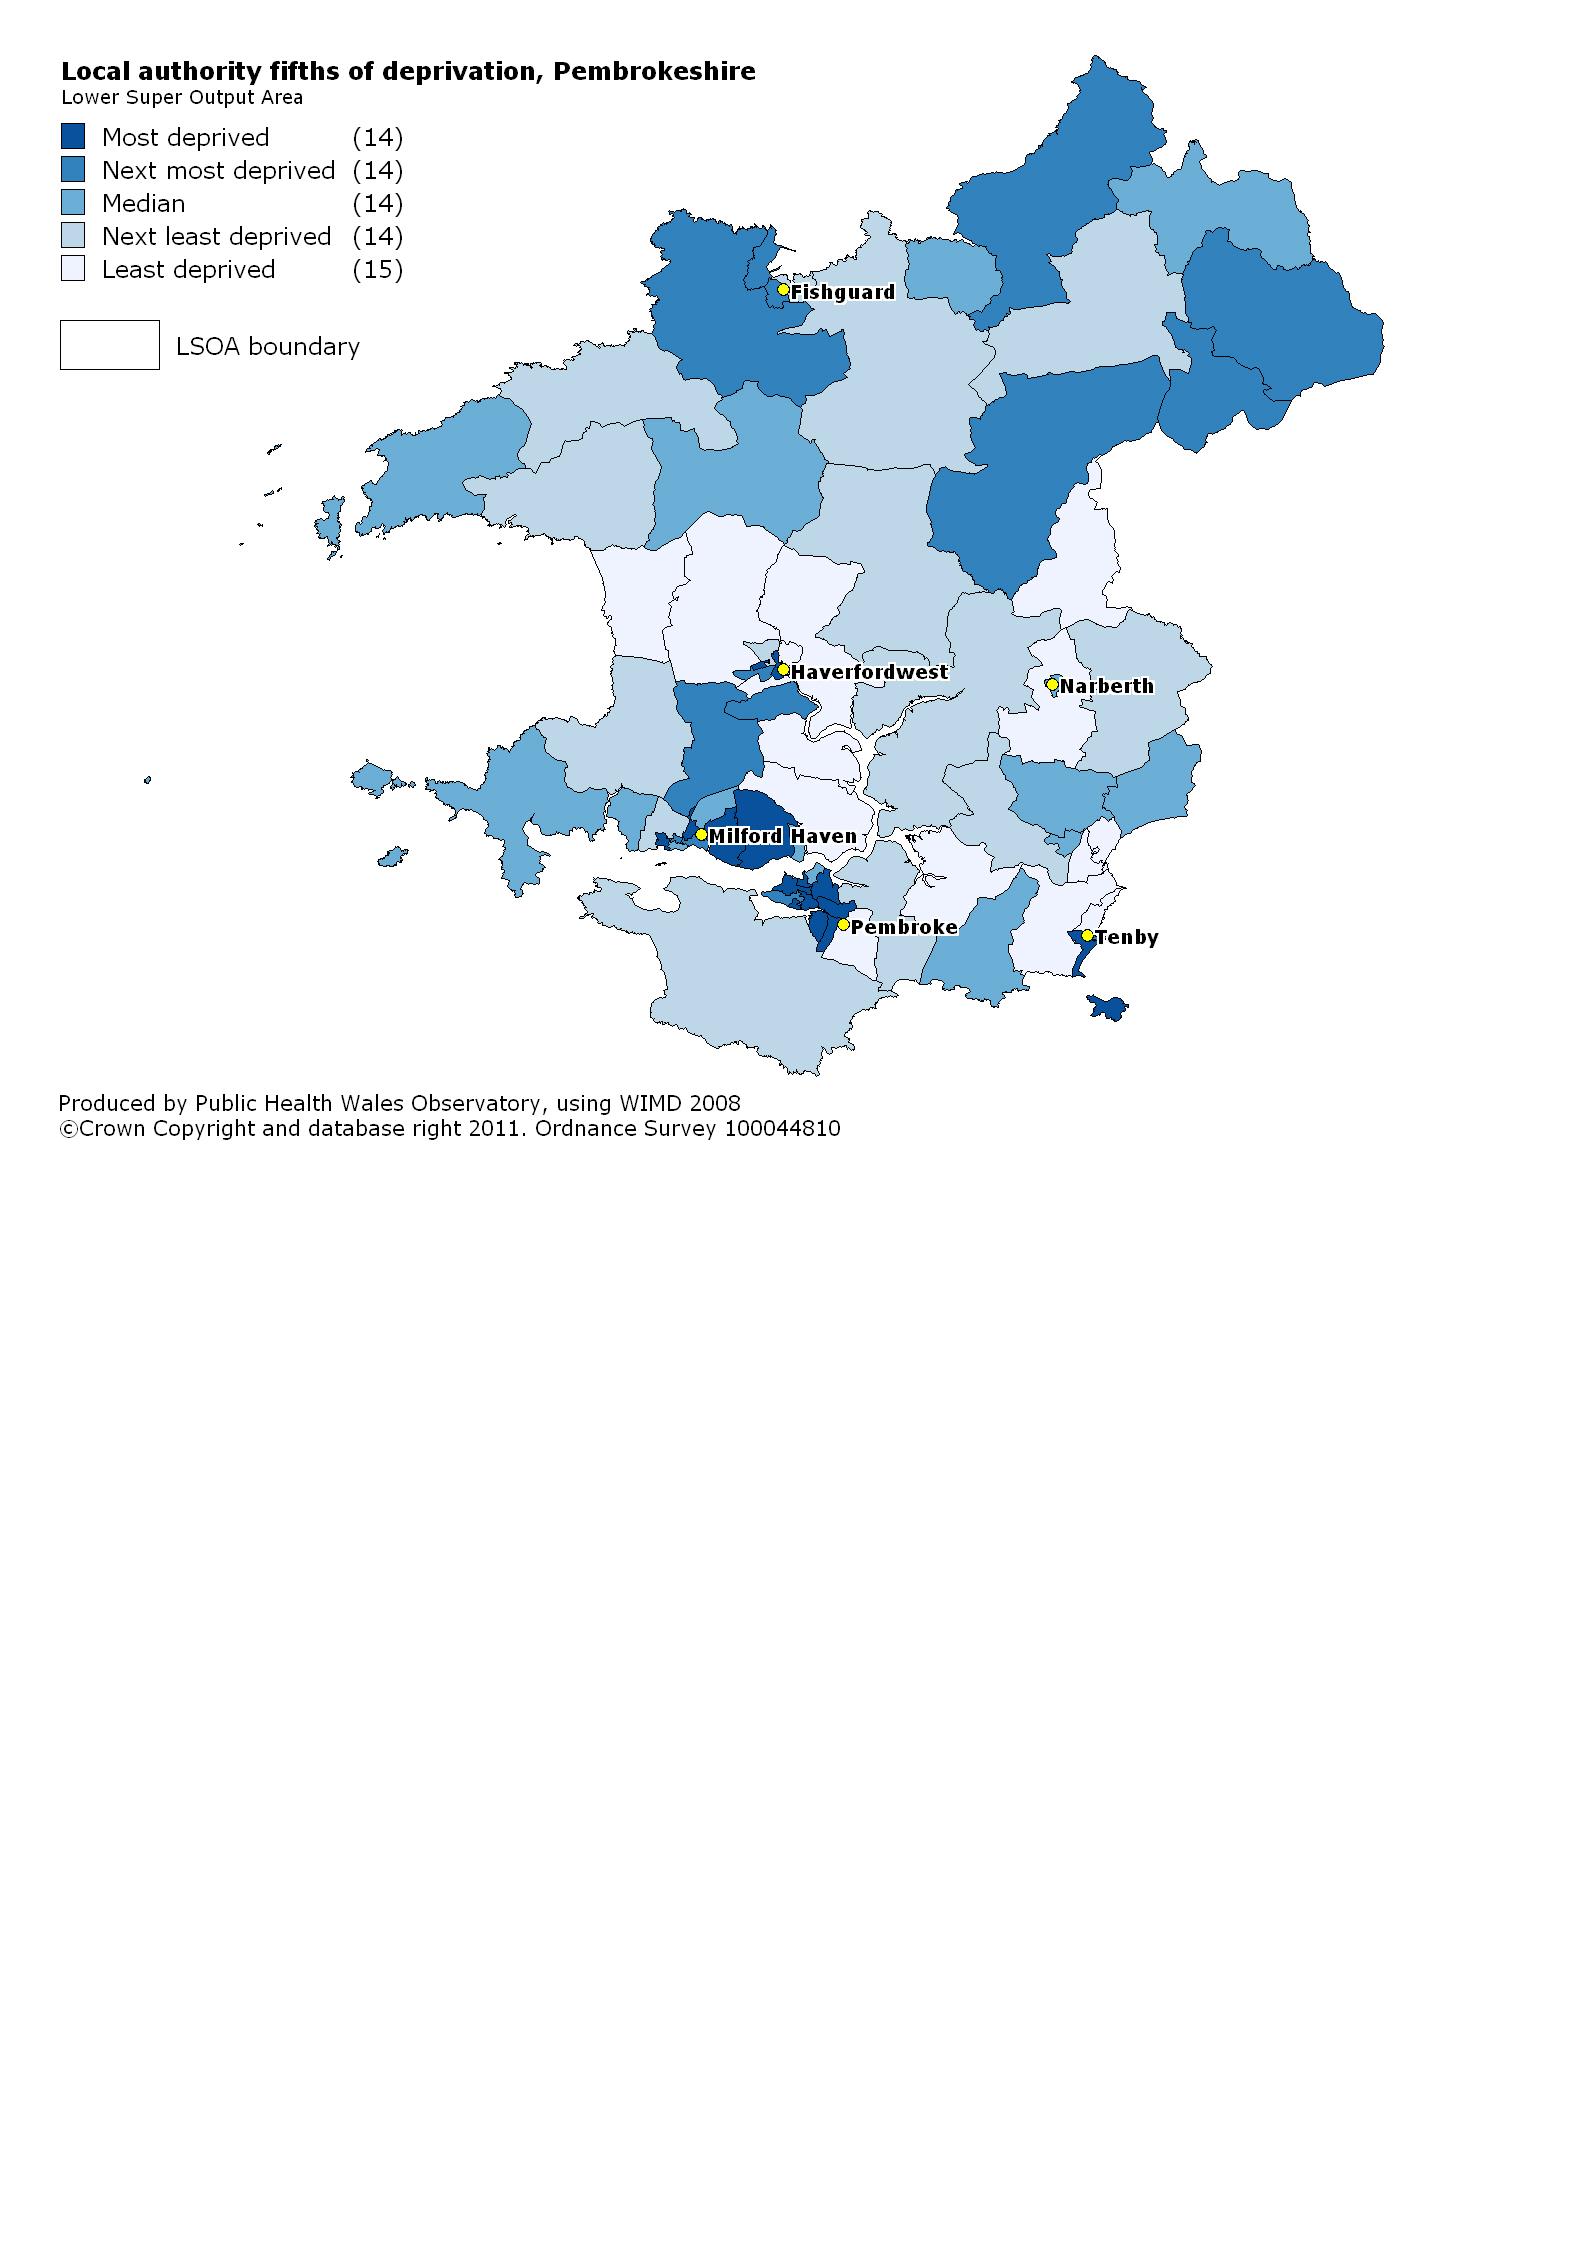 Local authority fifths of deprivation, Pembrokeshire
Lower Super Output Area
Most deprived (14)
Next most deprived (14)
Median (14)
Next least deprived (14)
Least deprived (15)
LSOA boundary
Fishguard
Haverfordwest
Narberth
Milford Haven
Pembroke
Tenby
Produced by Public Health Wales Observatory, using WIMD 2008
©Crown Copyright and database right 2011. Ordnance Survey 100044810